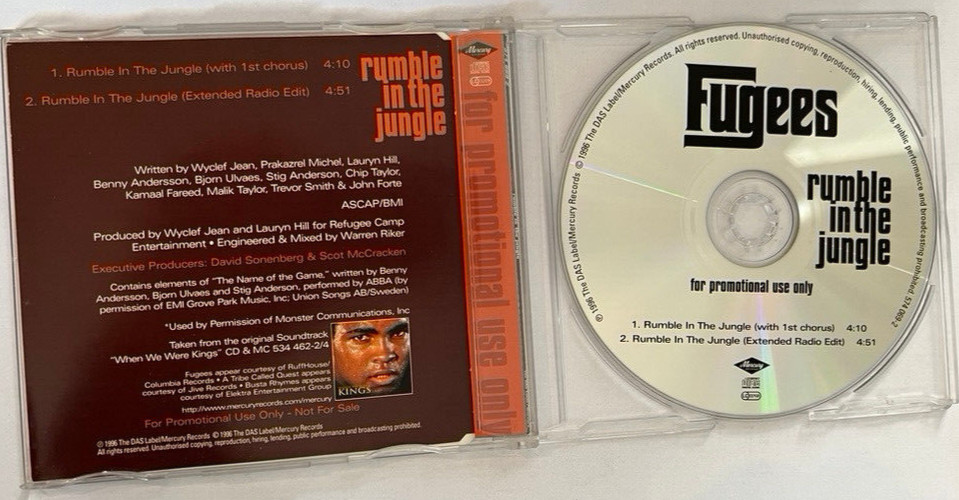 1. Rumble In The Jungle (with 1st chorus) 4:10
2. Rumble In The Jungle (Extended Radio Edit) 4:51
rumble
in the
jungle
Written by Wyclef Jean, Prakazrel Michel, Lauryn Hill,
Benny Andersson, Bjorn Ulvaes, Stig Anderson, Chip Taylor,
Kamaal Fareed, Malik Taylor, Trevor Smith & John Forte
ASCAP/BMI
Produced by Wyclef Jean and Lauryn Hill for Refugee Camp
Entertainment • Engineered & Mixed by Warren Riker
Executive Producers: David Sonenberg & Scot McCracken
Contains elements of "The Name of the Game," written by Benny
Andersson, Bjorn Ulvaes and Stig Anderson, performed by ABBA (by
permission of EMI Grove Park Music, Inc; Union Songs AB/Sweden)
*Used by Permission of Monster Communications, Inc
Taken from the original Soundtrack
"When We Were Kings" CD & MC 534 462-2/4
KINGS
Fugees appear courtesy of RuffHouse/
Columbia Records • A Tribe Called Quest appears
courtesy of Jive Records • Busta Rhymes appears
courtesy of Elektra Entertainment Group
http://www.mercuryrecords.com/mercury
For Promotional Use Only - Not For Sale
℗ 1996 The DAS Label/Mercury Records © 1996 The DAS Label/Mercury Records
All rights reserved. Unauthorised copying, reproduction, hiring, lending, public performance and broadcasting prohibited.
Mercury
for promotional use only
℗ 1996 The DAS Label/Mercury Records © 1996 The DAS Label/Mercury Records. All rights reserved. Unauthorised copying, reproduction, hiring, lending, public performance and broadcasting prohibited. 574 069-2
Fugees
rumble
in the
jungle
for promotional use only
1. Rumble In The Jungle (with 1st chorus) 4:10
2. Rumble In The Jungle (Extended Radio Edit) 4:51
Mercury